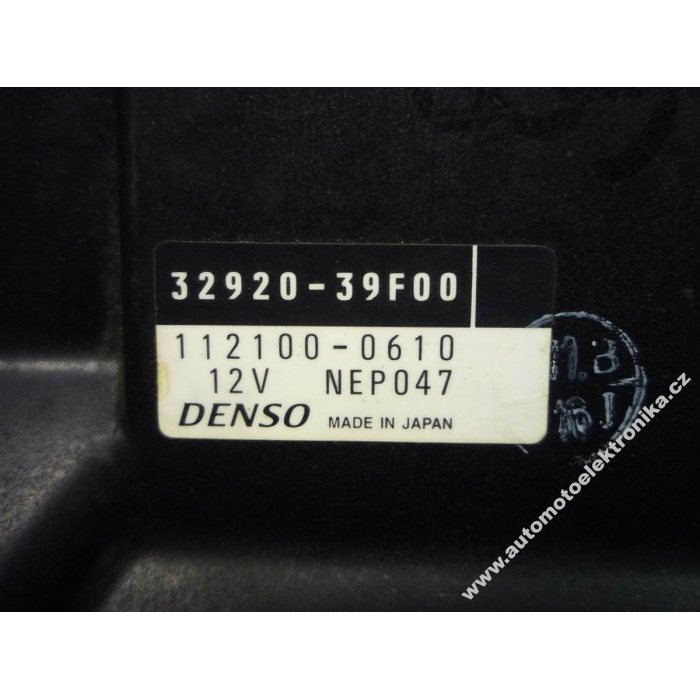 32920-39F00
112100-0610
12V NEP047
DENSO MADE IN JAPAN
www.automotoelektronika.cz